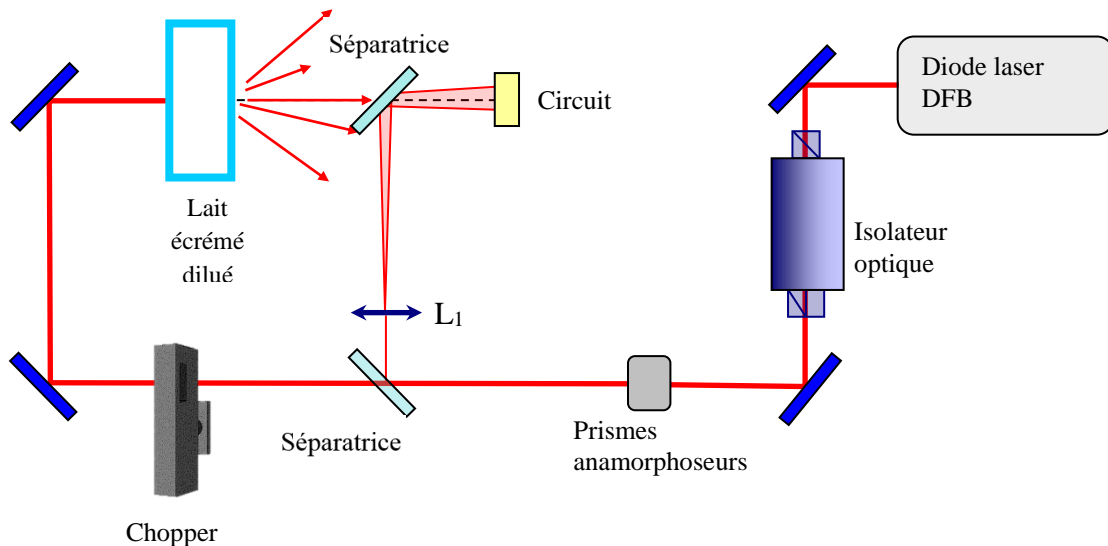 Séparatrice
Diode laser
DFB
Circuit
Lait
écrémé
dilué
Isolateur
optique
L1
Séparatrice
Prismes
anamorphoseurs
Chopper